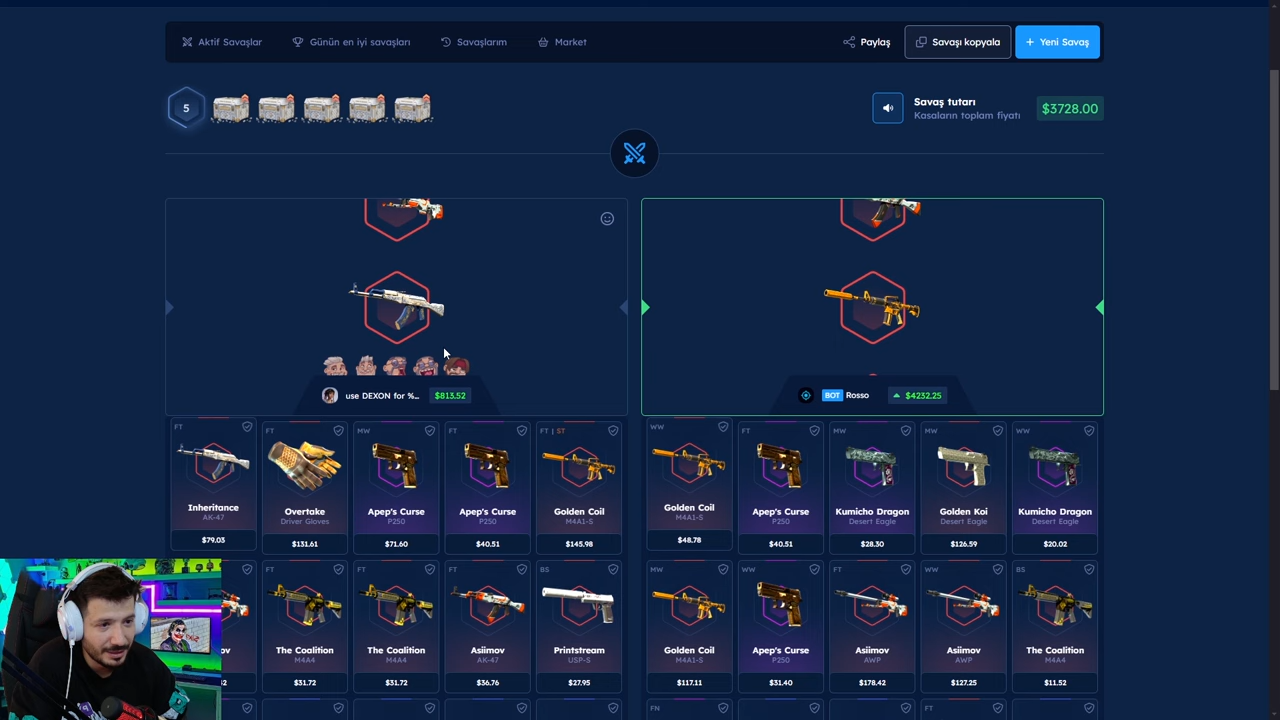 Aktif Savaşlar
Günün en iyi savaşları
Savaşlarım
Market
Paylaş
Savaşı kopyala
+ Yeni Savaş
5
Savaş tutarı
Kasaların toplam fiyatı
$3728.00
use DEXON for %...
$813.52
BOT Rosso
$4232.25
FT
Inheritance
AK-47
$79.03
FT
Overtake
Driver Gloves
$131.61
MW
Apep's Curse
P250
$71.60
FT
Apep's Curse
P250
$40.51
FT | ST
Golden Coil
M4A1-S
$145.98
WW
Golden Coil
M4A1-S
$48.78
FT
Apep's Curse
P250
$40.51
MW
Kumicho Dragon
Desert Eagle
$28.30
MW
Golden Koi
Desert Eagle
$126.59
WW
Kumicho Dragon
Desert Eagle
$20.02
FT
The Coalition
M4A4
$31.72
FT
The Coalition
M4A4
$31.72
FT
Asiimov
AK-47
$36.76
BS
Printstream
USP-S
$27.95
MW
Golden Coil
M4A1-S
$117.11
WW
Apep's Curse
P250
$31.40
FT
Asiimov
AWP
$178.42
WW
Asiimov
AWP
$127.25
BS
The Coalition
M4A4
$11.52
FN
FT